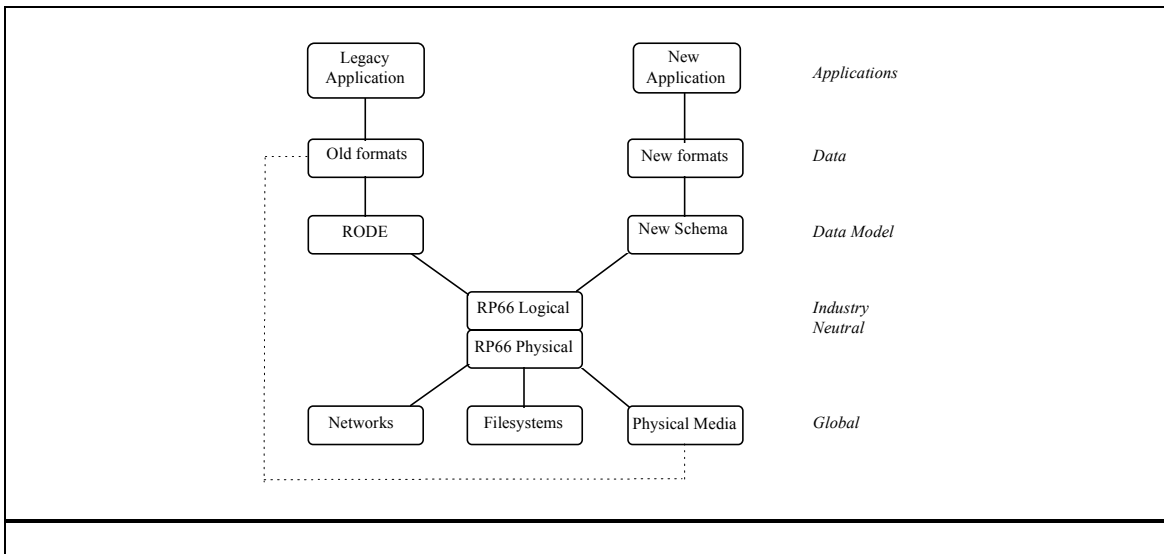 Legacy
Application
New
Application
Applications
Old formats
New formats
Data
RODE
New Schema
Data Model
RP66 Logical
Industry
Neutral
RP66 Physical
Networks
Filesystems
Physical Media
Global